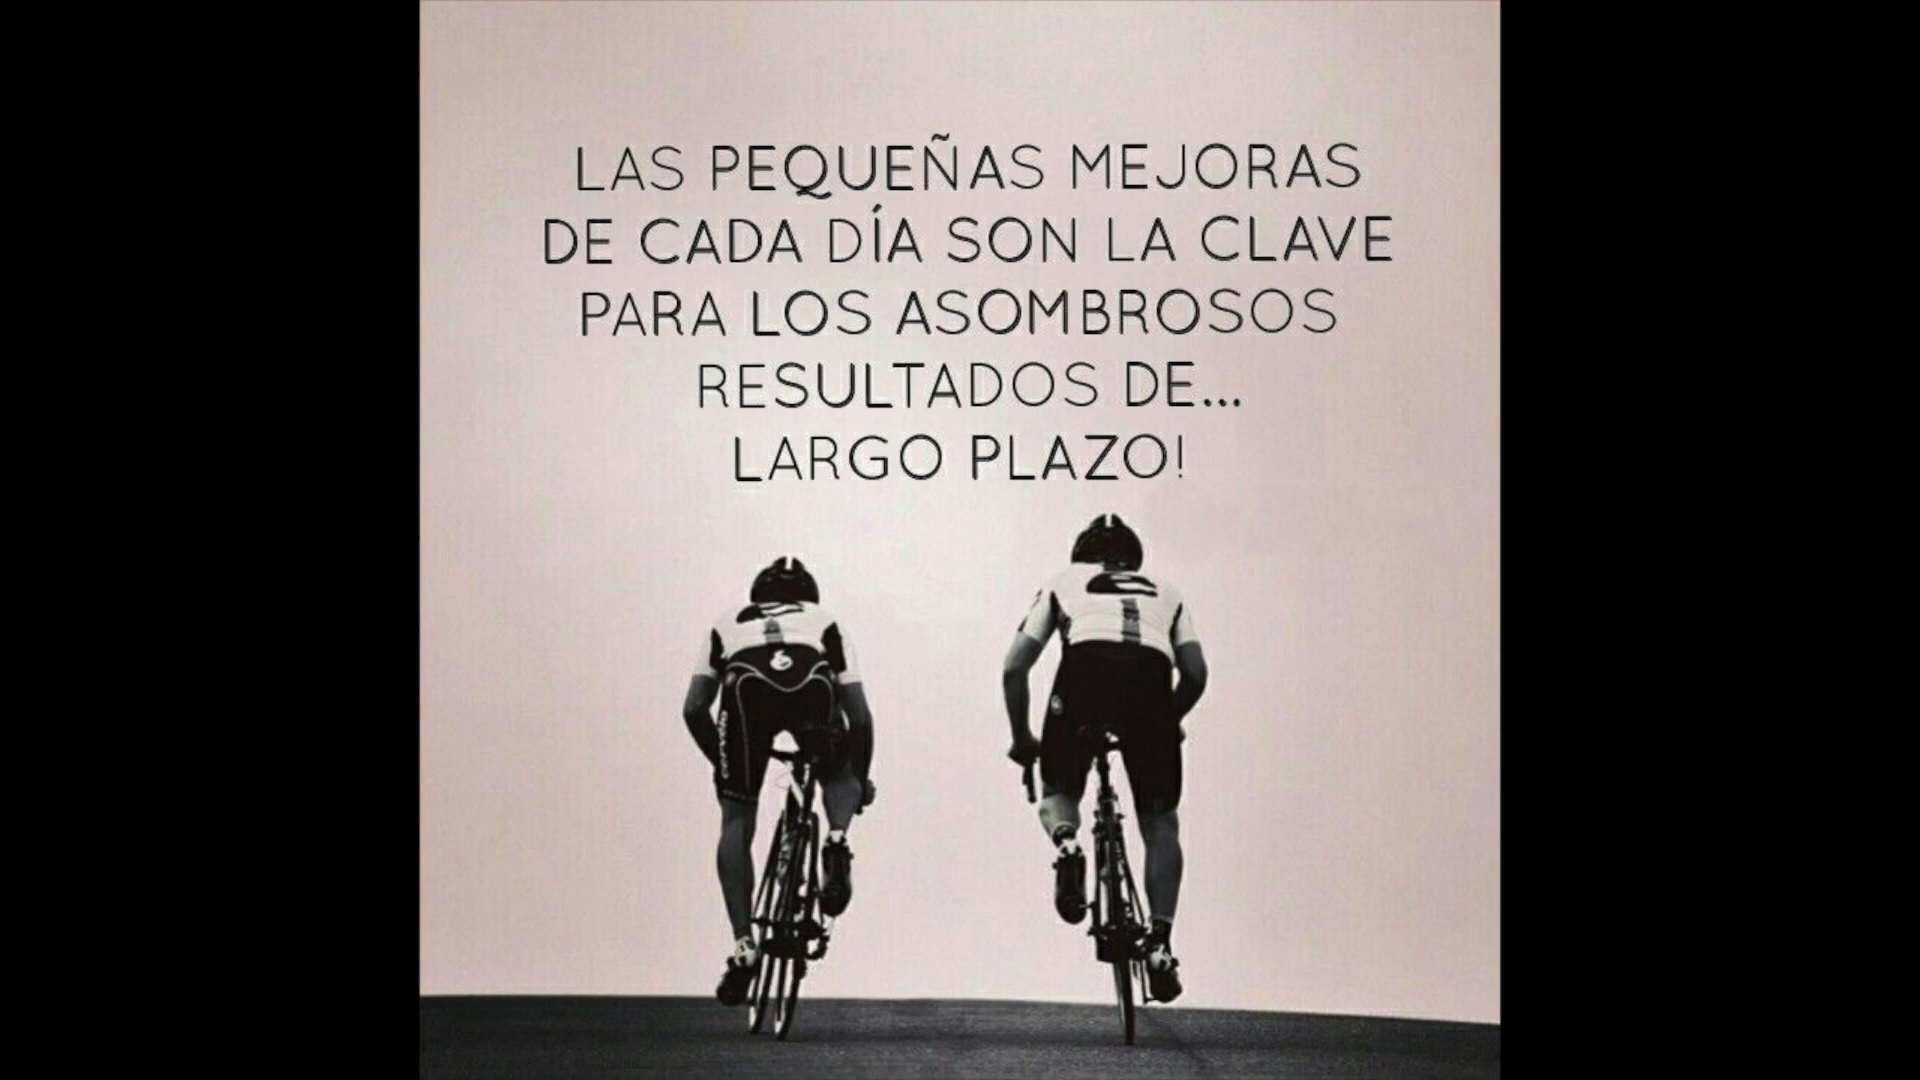 LAS PEQUEÑAS MEJORAS
DE CADA DÍA SON LA CLAVE
PARA LOS ASOMBROSOS
RESULTADOS DE...
LARGO PLAZO!